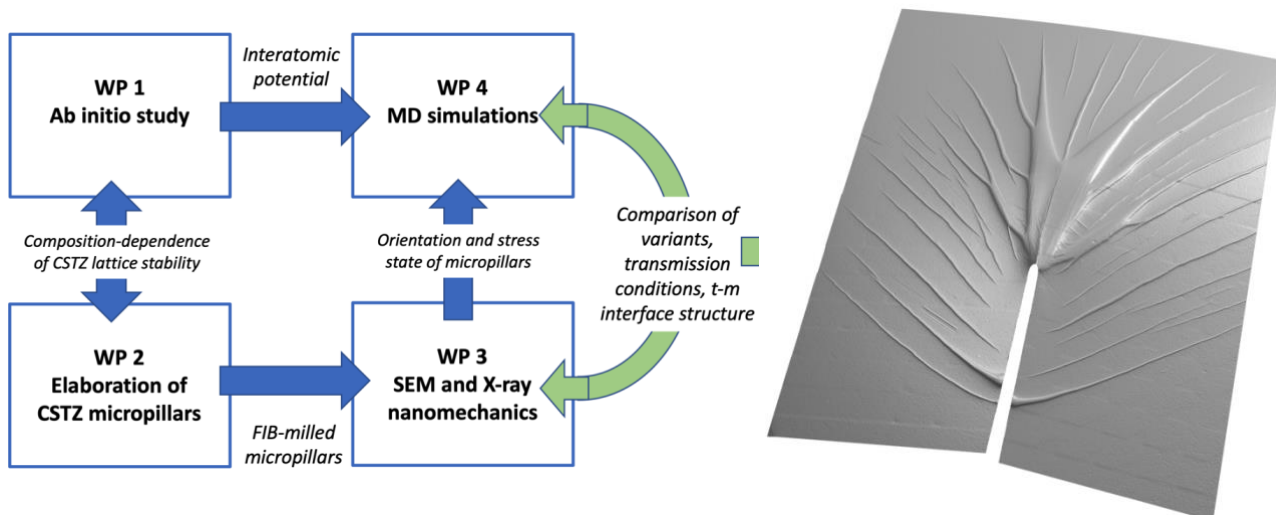 WP 1
Ab initio study
Interatomic
potential
WP 4
MD simulations
Composition-dependence
of CSTZ lattice stability
Orientation and stress
state of micropillars
Comparison of
variants,
transmission
conditions, t-m
interface structure
WP 2
Elaboration of
CSTZ micropillars
FIB-milled
micropillars
WP 3
SEM and X-ray
nanomechanics